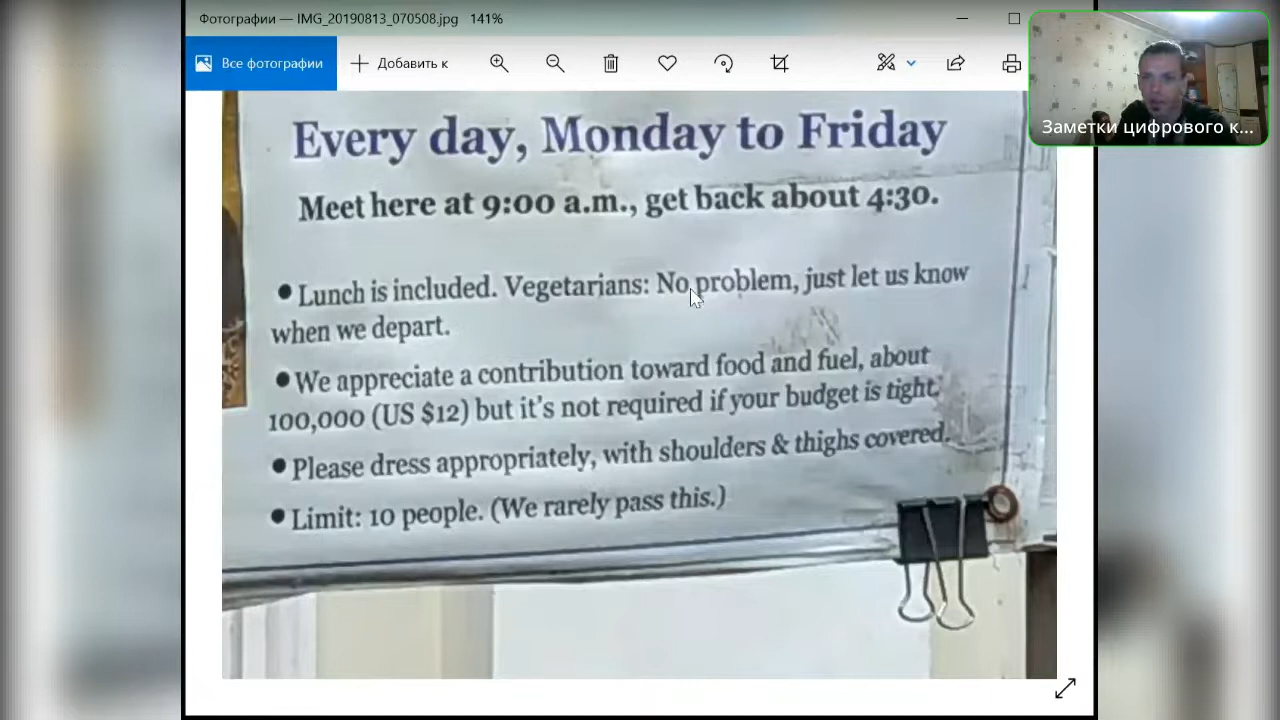 Фотографии — IMG_20190813_070508.jpg 141%
Все фотографии
Добавить к
Заметки цифрового к...
Every day, Monday to Friday
Meet here at 9:00 a.m., get back about 4:30.
●Lunch is included. Vegetarians: No problem, just let us know
when we depart.
●We appreciate a contribution toward food and fuel, about
100,000 (US $12) but it's not required if your budget is tight.
●Please dress appropriately, with shoulders & thighs covered.
●Limit: 10 people. (We rarely pass this.)